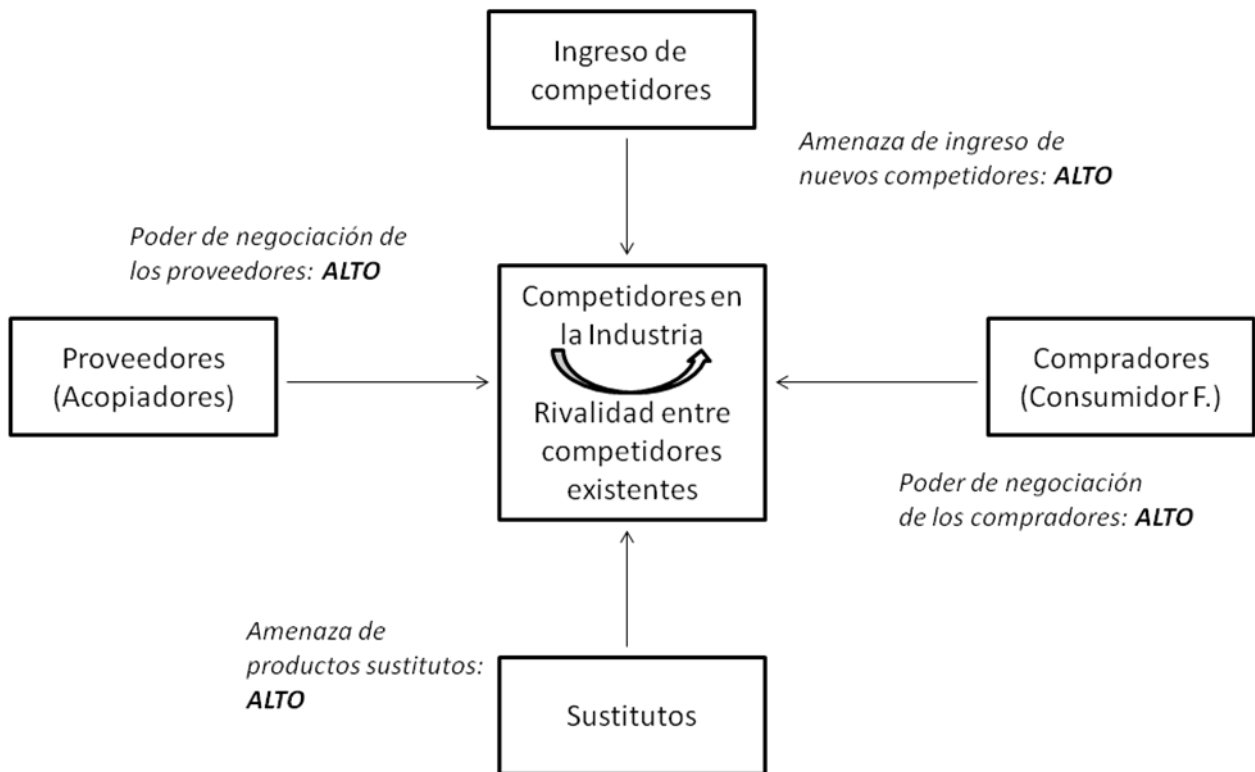 Ingreso de
competidores
Amenaza de ingreso de
nuevos competidores: ALTO
Poder de negociación de
los proveedores: ALTO
Proveedores
(Acopiadores)
Competidores en
la Industria
Rivalidad entre
competidores
existentes
Compradores
(Consumidor F.)
Poder de negociación
de los compradores: ALTO
Amenaza de
productos sustitutos:
ALTO
Sustitutos